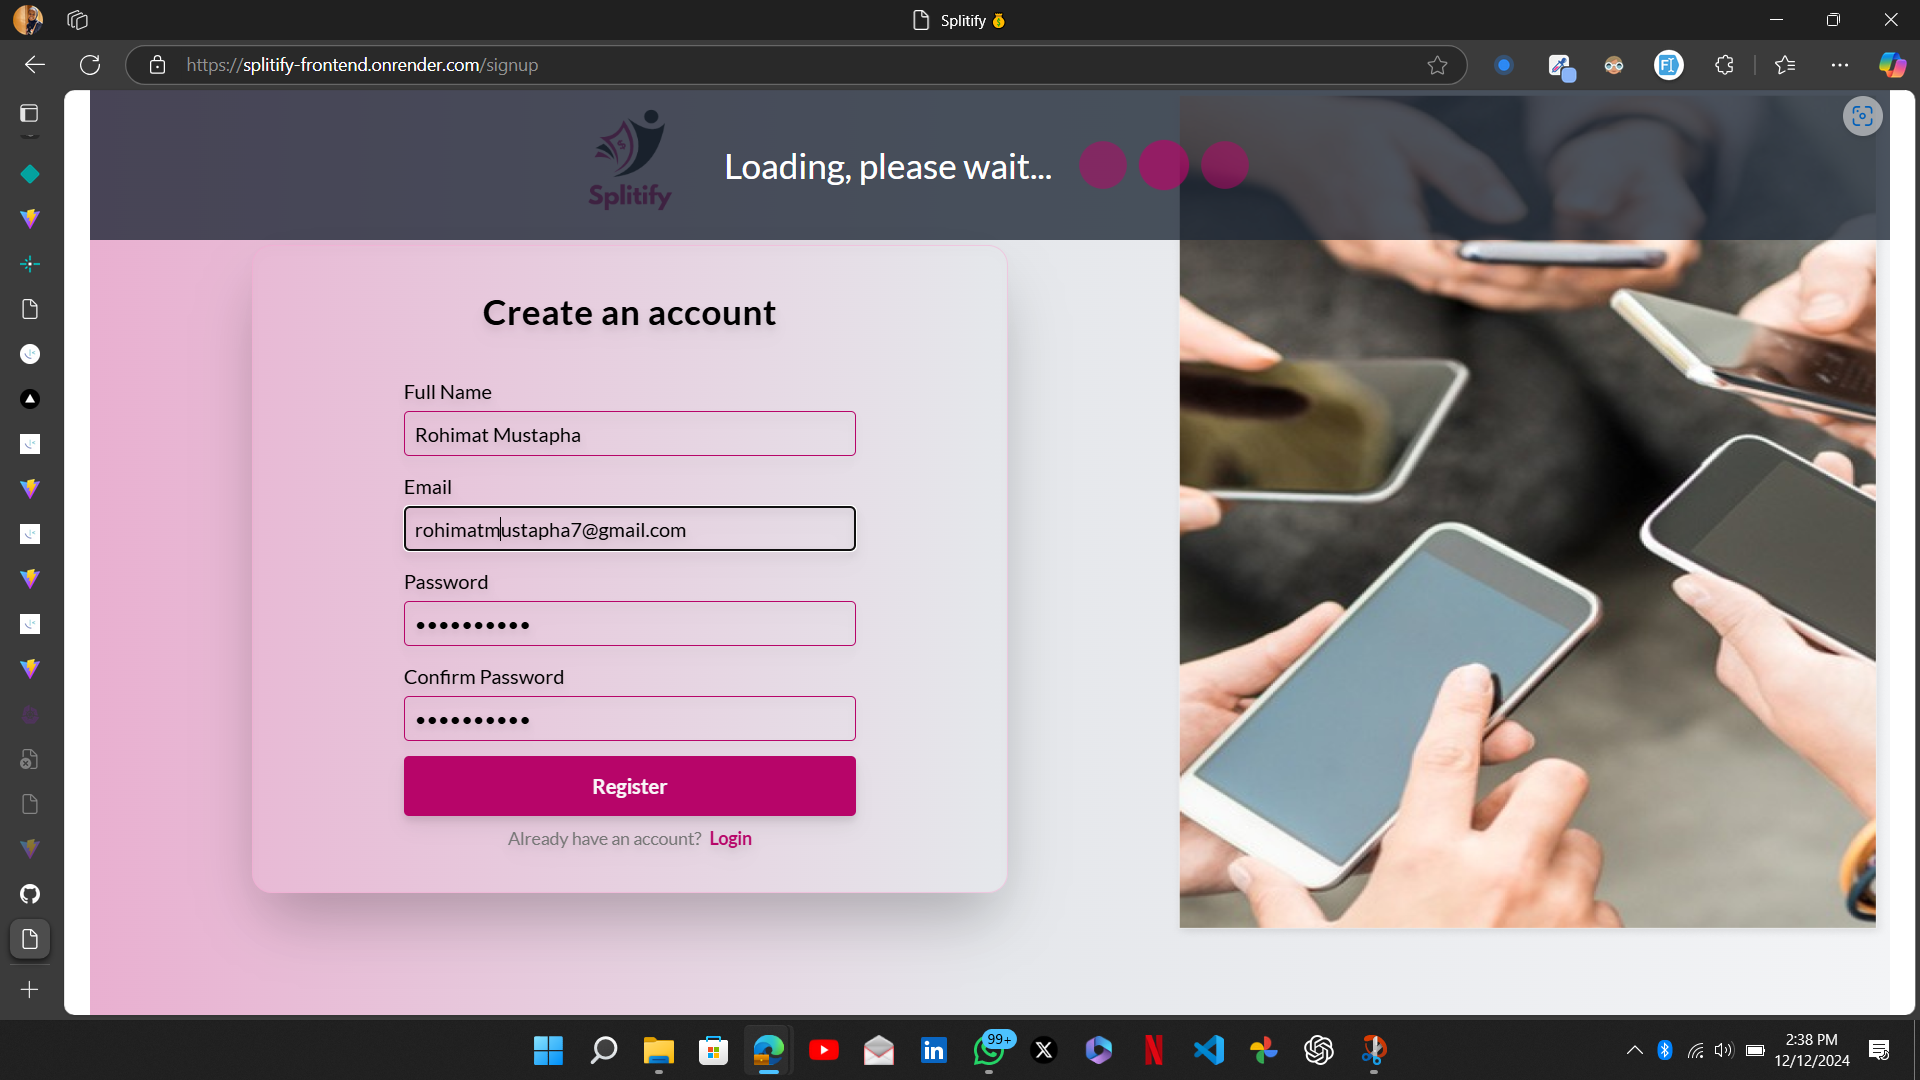 Splitify
https://splitify-frontend.onrender.com/signup
Splitify
Loading, please wait...
Create an account
Full Name
Rohimat Mustapha
Email
rohimatmustapha7@gmail.com
Password
Confirm Password
Register
Already have an account? Login
99+
2:38 PM
12/12/2024